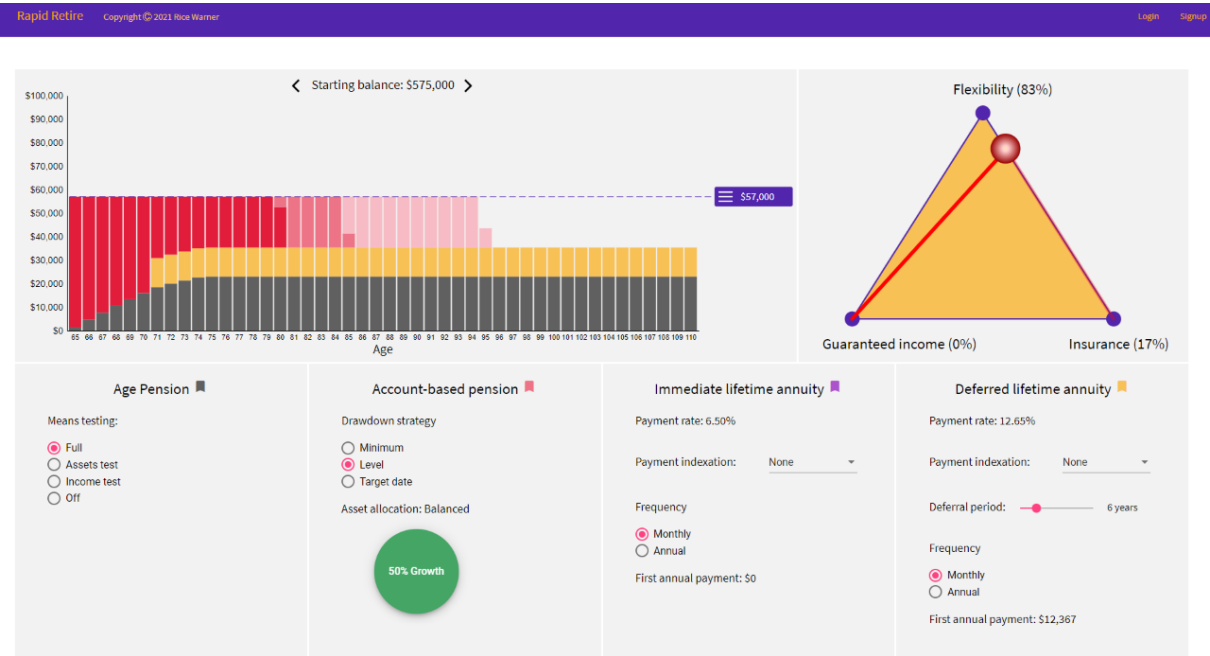 Rapid Retire Copyright © 2021 Rice Warner Login Signup
Starting balance: $575,000
$100,000
$90,000
$80,000
$70,000
$60,000
$50,000
$40,000
$30,000
$20,000
$10,000
$0
$57,000
65 66 67 68 69 70 71 72 73 74 75 76 77 78 79 80 81 82 83 84 85 86 87 88 89 90 91 92 93 94 95 96 97 98 99 100 101 102 103 104 105 106 107 108 109 110
Age
Flexibility (83%)
Guaranteed income (0%) Insurance (17%)
Age Pension
Means testing:
Full
Assets test
Income test
Off
Account-based pension
Drawdown strategy
Minimum
Level
Target date
Asset allocation: Balanced
50% Growth
Immediate lifetime annuity
Payment rate: 6.50%
Payment indexation: None
Frequency
Monthly
Annual
First annual payment: $0
Deferred lifetime annuity
Payment rate: 12.65%
Payment indexation: None
Deferral period: 6 years
Frequency
Monthly
Annual
First annual payment: $12,367